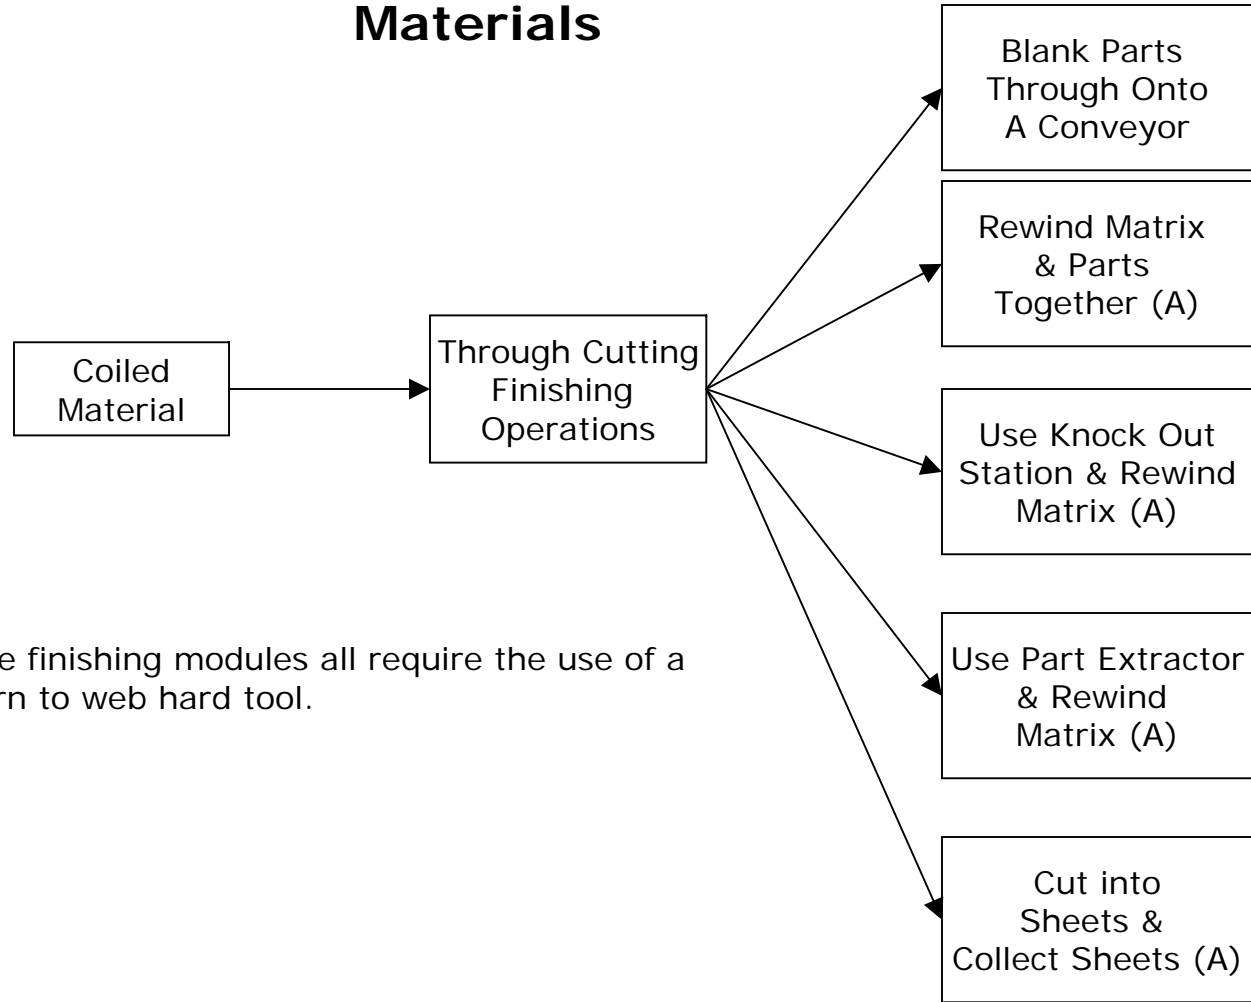 Materials
Blank Parts
Through Onto
A Conveyor
Rewind Matrix
& Parts
Together (A)
Coiled
Material
Through Cutting
Finishing
Operations
Use Knock Out
Station & Rewind
Matrix (A)
finishing modules all require the use of a
to web hard tool.
Use Part Extractor
& Rewind
Matrix (A)
Cut into
Sheets &
Collect Sheets (A)